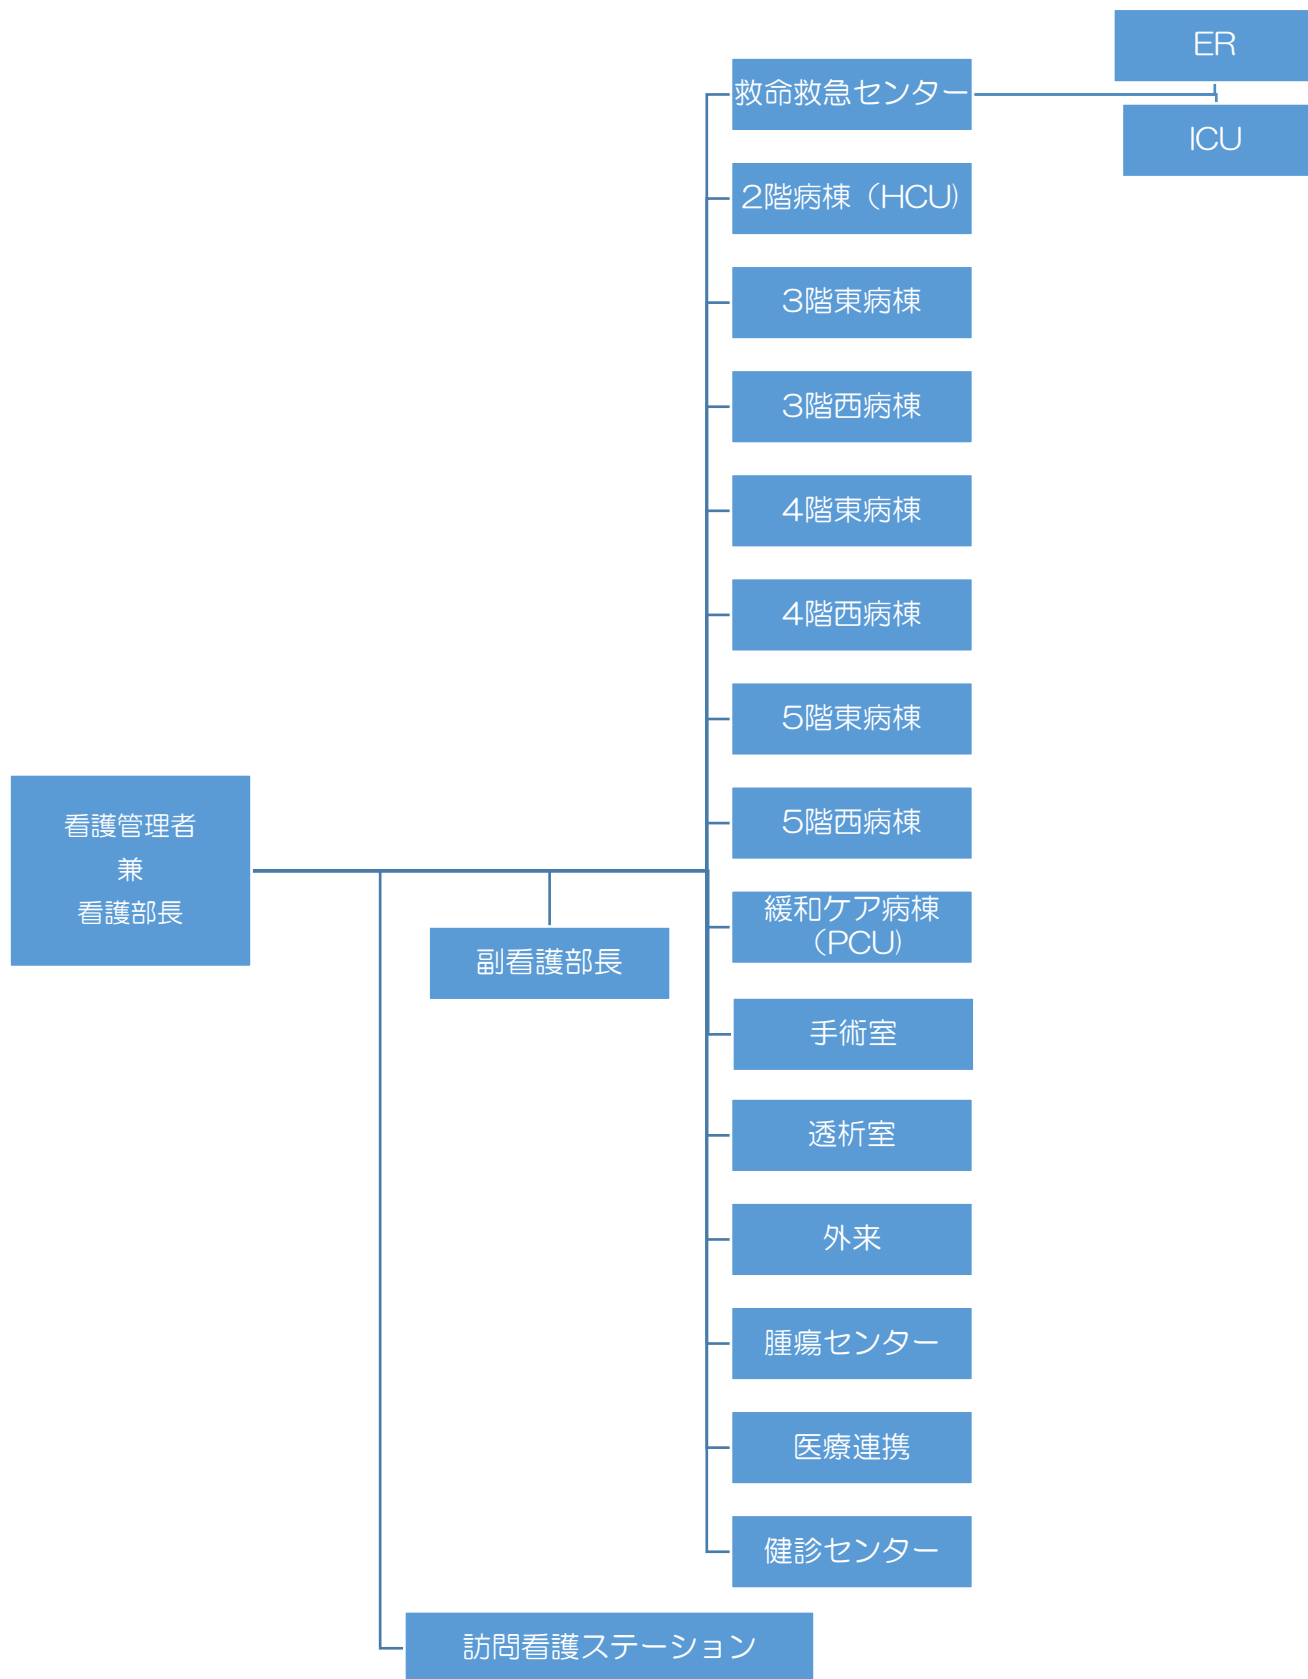 ER
救命救急センター
ICU
２階病棟（HCU)
３階東病棟
３階西病棟
４階東病棟
４階西病棟
５階東病棟
５階西病棟
看護管理者
兼
看護部長
副看護部長
緩和ケア病棟
（PCU)
手術室
透析室
外来
腫瘍センター
医療連携
健診センター
訪問看護ステーション